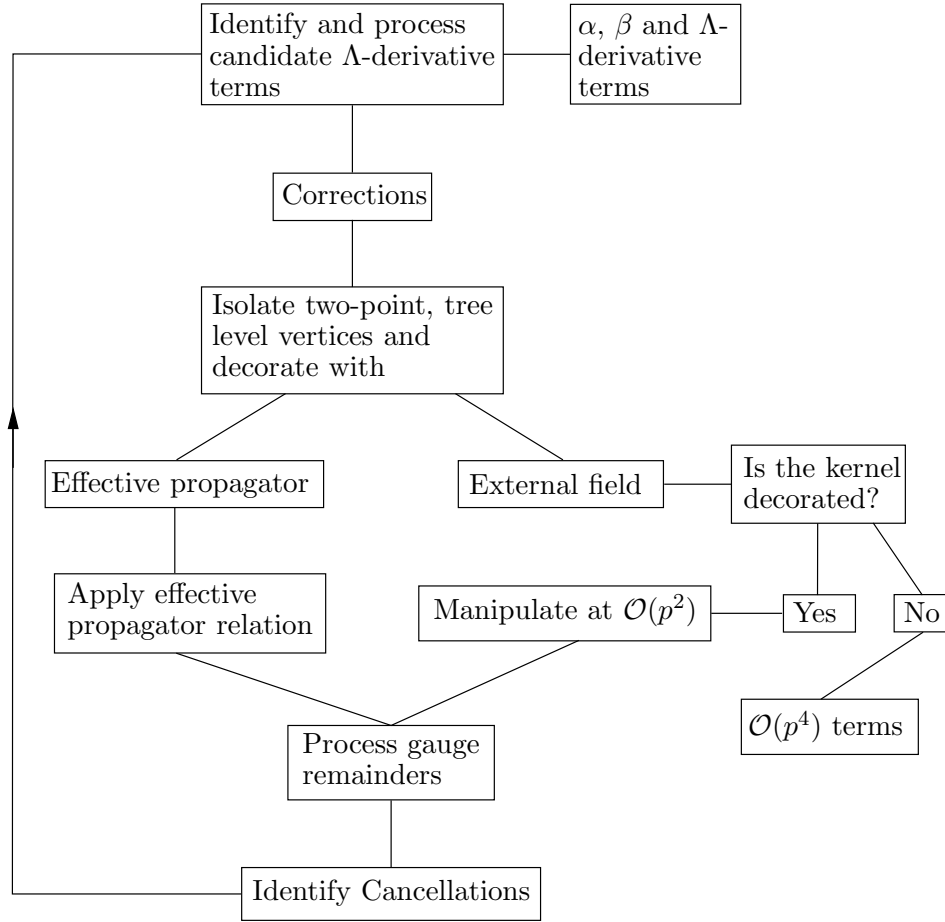 Identify and process
candidate Λ-derivative
terms
α, β and Λ-
derivative
terms
Corrections
Isolate two-point, tree
level vertices and
decorate with
Effective propagator
External field
Is the kernel
decorated?
Apply effective
propagator relation
Manipulate at 𝒪(p²)
Yes
No
𝒪(p⁴) terms
Process gauge
remainders
Identify Cancellations